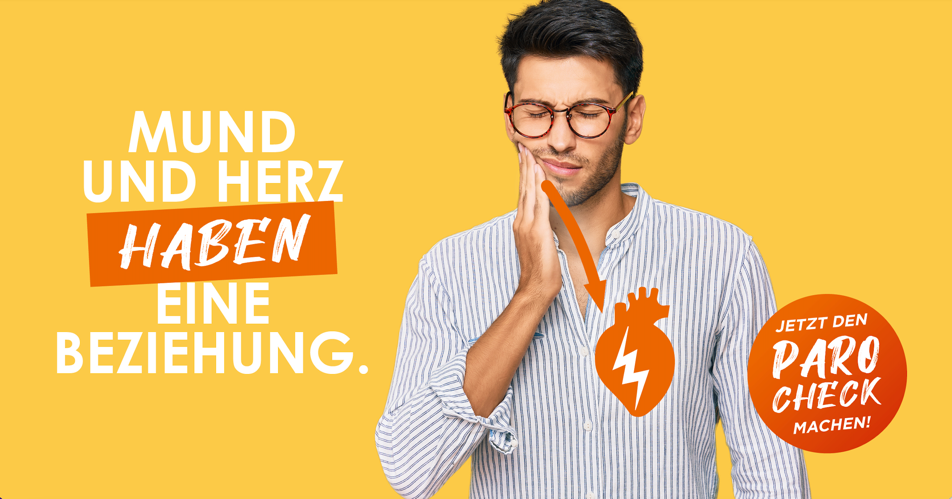 MUND
UND HERZ
HABEN
EINE
BEZIEHUNG.
JETZT DEN
PARO
CHECK
MACHEN!